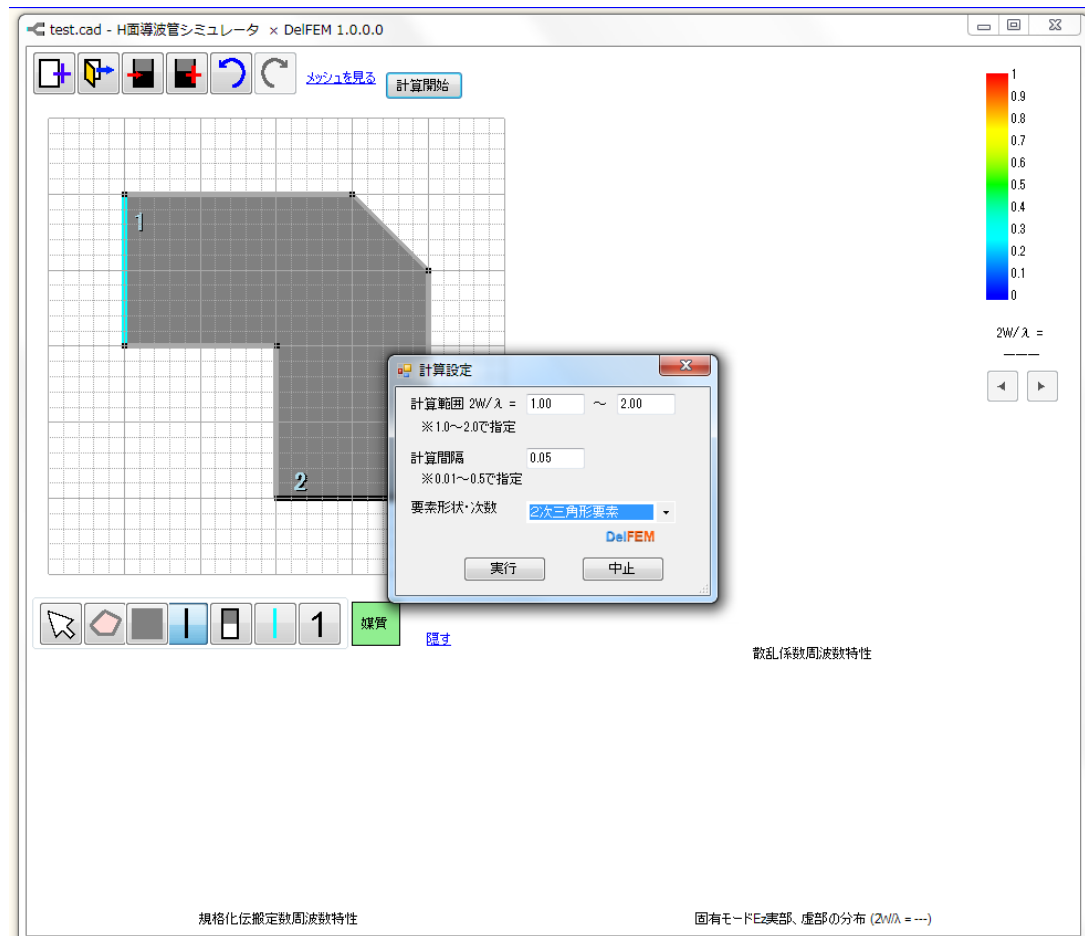 test.cad - H面導波管シミュレータ × DelFEM 1.0.0.0
メッシュを見る
計算開始
1
0.9
0.8
0.7
0.6
0.5
0.4
0.3
0.2
0.1
0
2W/λ =
---
1
2
計算設定
計算範囲 2W/λ = 1.00 ～ 2.00
※1.0～2.0で指定
計算間隔 0.05
※0.01～0.5で指定
要素形状・次数 2次三角形要素
DelFEM
実行 中止
1
媒質
隠す
散乱係数周波数特性
規格化伝搬定数周波数特性
固有モードEz実部、虚部の分布 (2W/λ = ---)